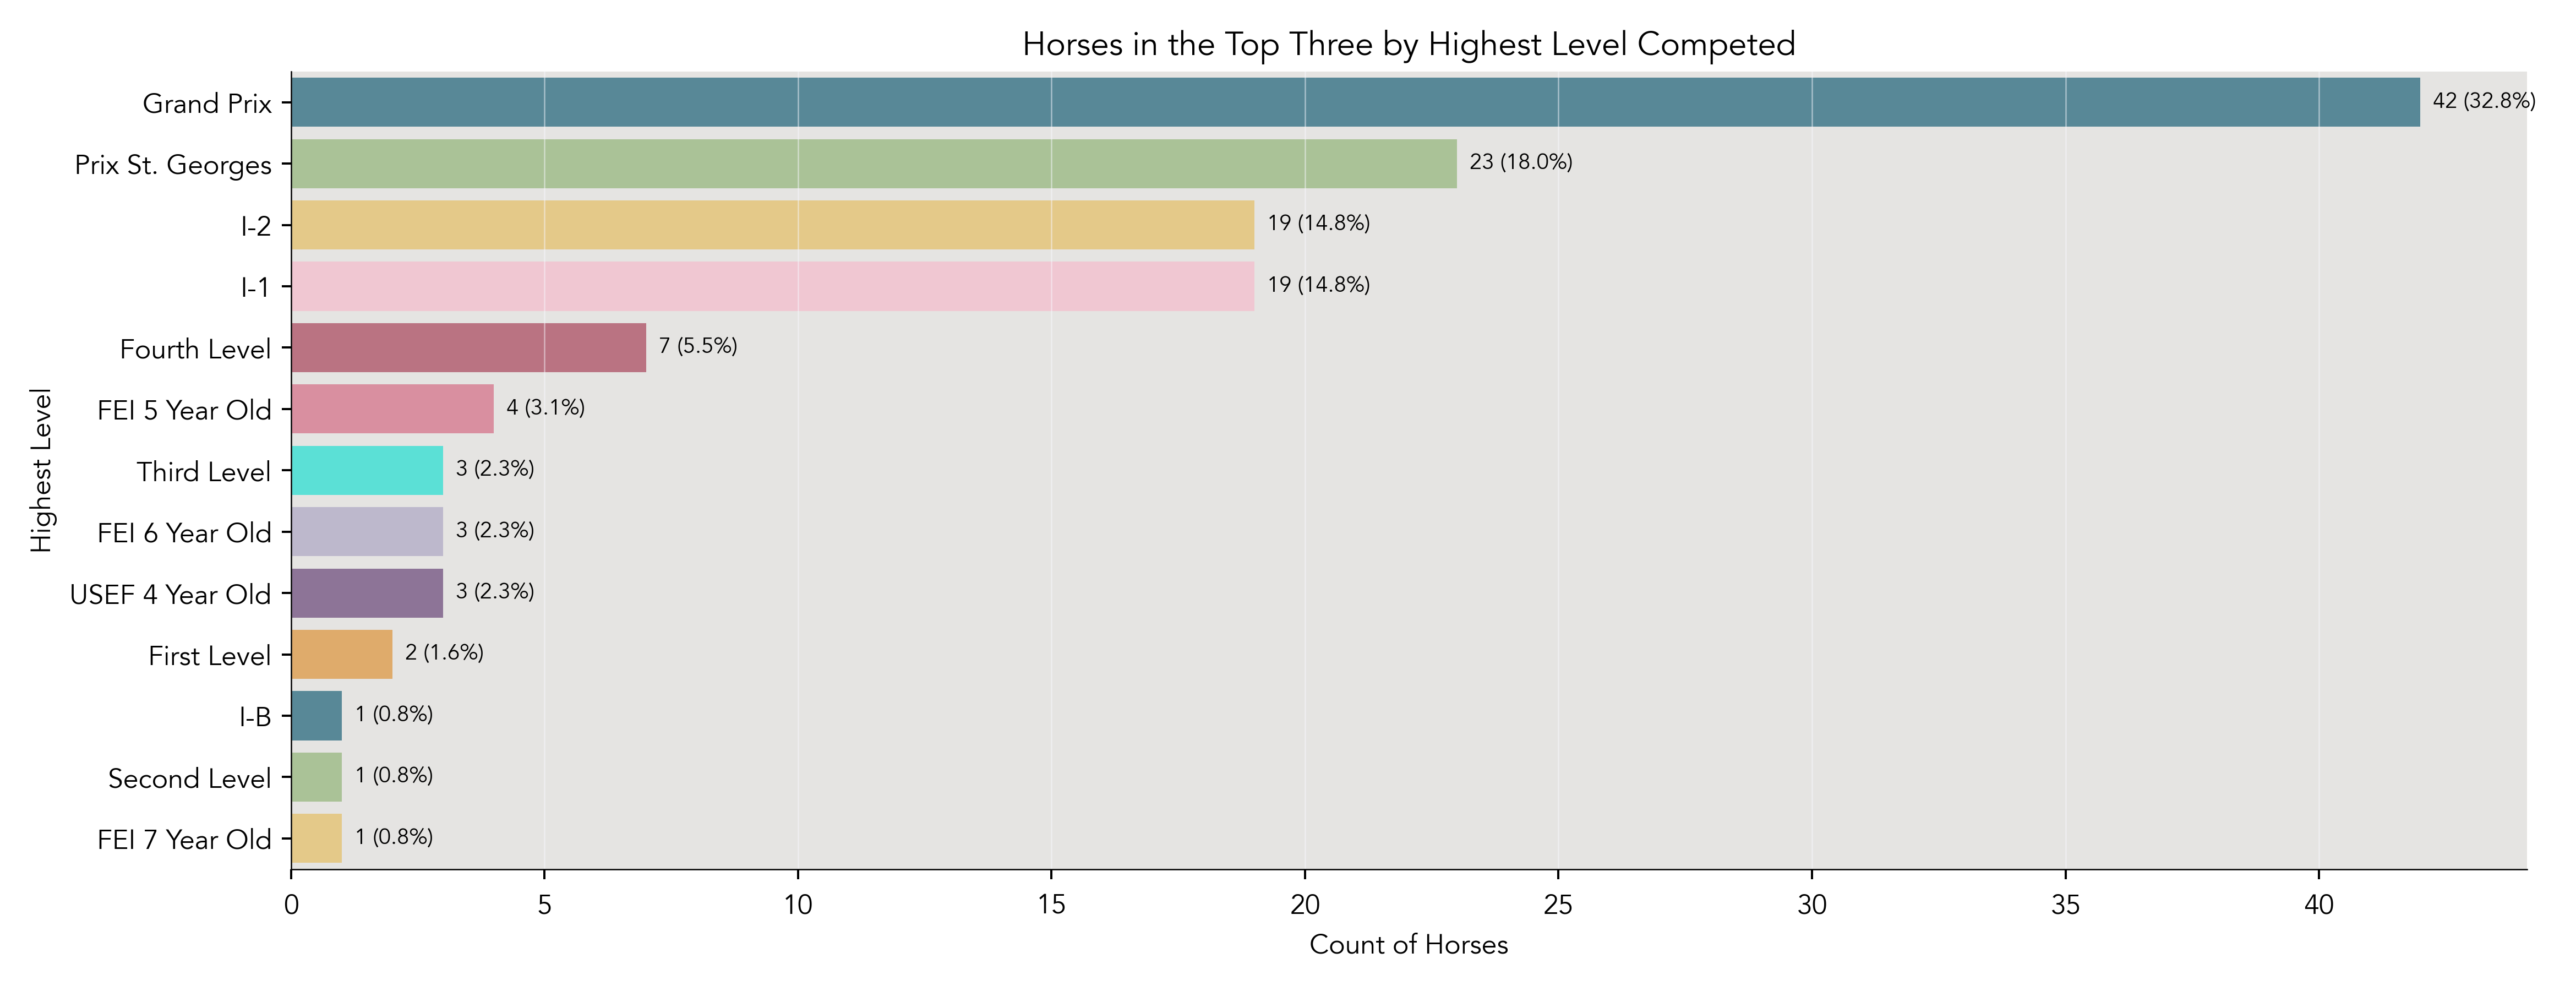 Horses in the Top Three by Highest Level Competed
Highest Level
Grand Prix 42 (32.8%)
Prix St. Georges 23 (18.0%)
I-2 19 (14.8%)
I-1 19 (14.8%)
Fourth Level 7 (5.5%)
FEI 5 Year Old 4 (3.1%)
Third Level 3 (2.3%)
FEI 6 Year Old 3 (2.3%)
USEF 4 Year Old 3 (2.3%)
First Level 2 (1.6%)
I-B 1 (0.8%)
Second Level 1 (0.8%)
FEI 7 Year Old 1 (0.8%)
0 5 10 15 20 25 30 35 40
Count of Horses